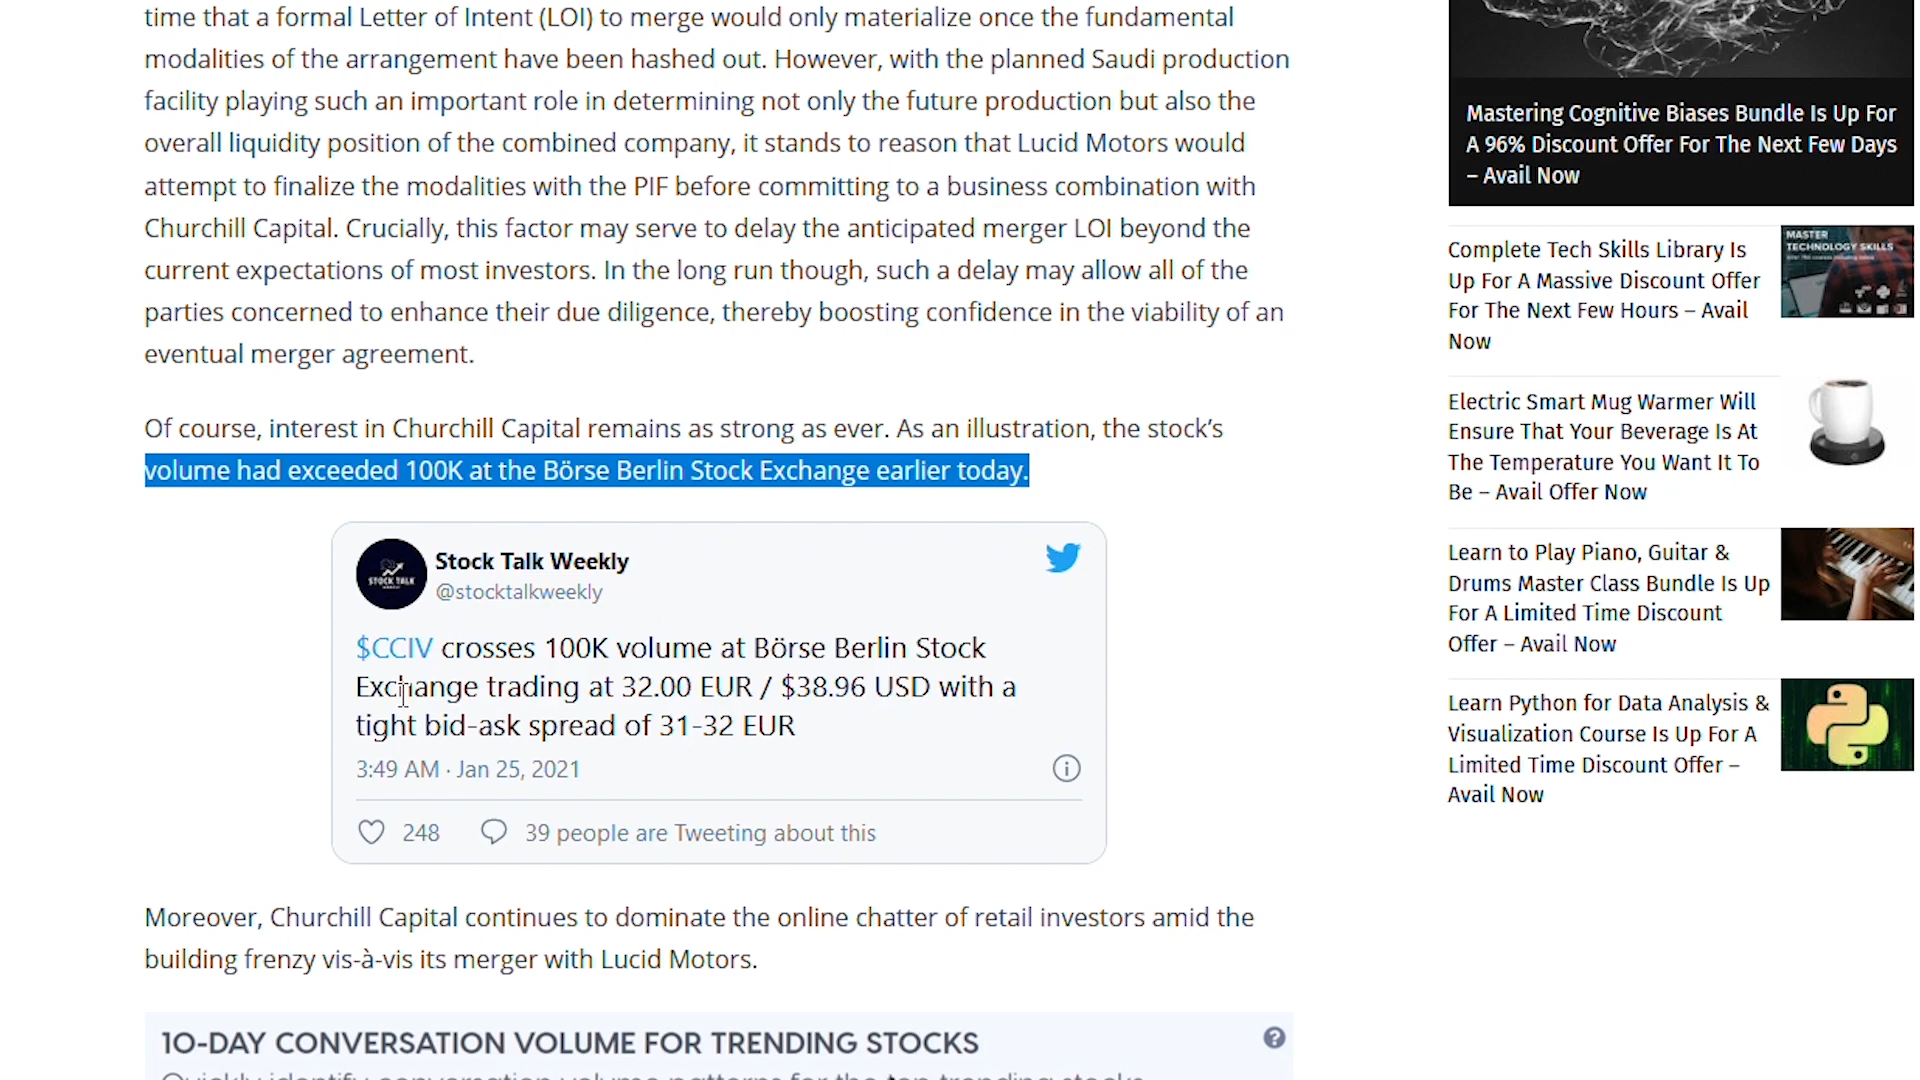 time that a formal Letter of Intent (LOI) to merge would only materialize once the fundamental
modalities of the arrangement have been hashed out. However, with the planned Saudi production
facility playing such an important role in determining not only the future production but also the
overall liquidity position of the combined company, it stands to reason that Lucid Motors would
attempt to finalize the modalities with the PIF before committing to a business combination with
Churchill Capital. Crucially, this factor may serve to delay the anticipated merger LOI beyond the
current expectations of most investors. In the long run though, such a delay may allow all of the
parties concerned to enhance their due diligence, thereby boosting confidence in the viability of an
eventual merger agreement.
Of course, interest in Churchill Capital remains as strong as ever. As an illustration, the stock’s
volume had exceeded 100K at the Börse Berlin Stock Exchange earlier today.
Stock Talk Weekly
@stocktalkweekly
STOCK TALK
$CCIV crosses 100K volume at Börse Berlin Stock
Exchange trading at 32.00 EUR / $38.96 USD with a
tight bid-ask spread of 31-32 EUR
3:49 AM · Jan 25, 2021
248 39 people are Tweeting about this
Moreover, Churchill Capital continues to dominate the online chatter of retail investors amid the
building frenzy vis-à-vis its merger with Lucid Motors.
10-DAY CONVERSATION VOLUME FOR TRENDING STOCKS
Quickly identify conversation volume patterns for the top trending stocks
Mastering Cognitive Biases Bundle Is Up For
A 96% Discount Offer For The Next Few Days
– Avail Now
Complete Tech Skills Library Is
Up For A Massive Discount Offer
For The Next Few Hours – Avail
Now
MASTER
TECHNOLOGY SKILLS
Electric Smart Mug Warmer Will
Ensure That Your Beverage Is At
The Temperature You Want It To
Be – Avail Offer Now
Learn to Play Piano, Guitar &
Drums Master Class Bundle Is Up
For A Limited Time Discount
Offer – Avail Now
Learn Python for Data Analysis &
Visualization Course Is Up For A
Limited Time Discount Offer –
Avail Now